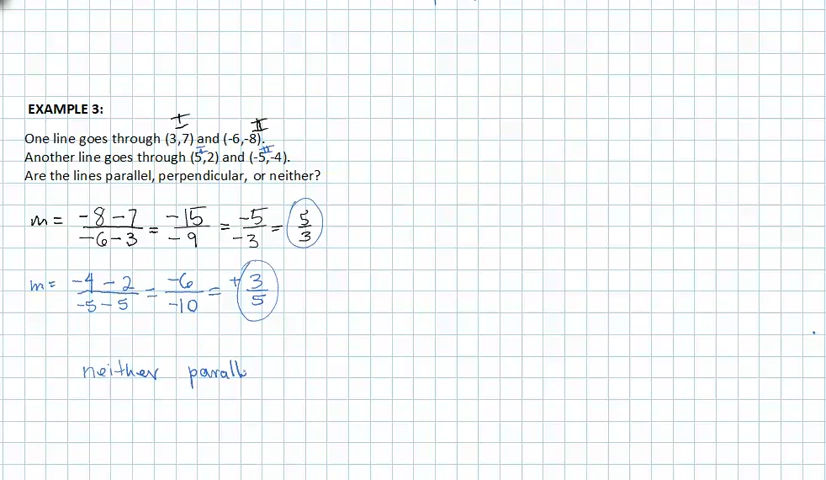 EXAMPLE 3:
I II
One line goes through (3,7) and (-6,-8).
I II
Another line goes through (5,2) and (-5,-4).
Are the lines parallel, perpendicular, or neither?
m = -8-7/-6-3 = -15/-9 = -5/-3 = 5/3
m = -4-2/-5-5 = -6/-10 = +3/5
neither parall